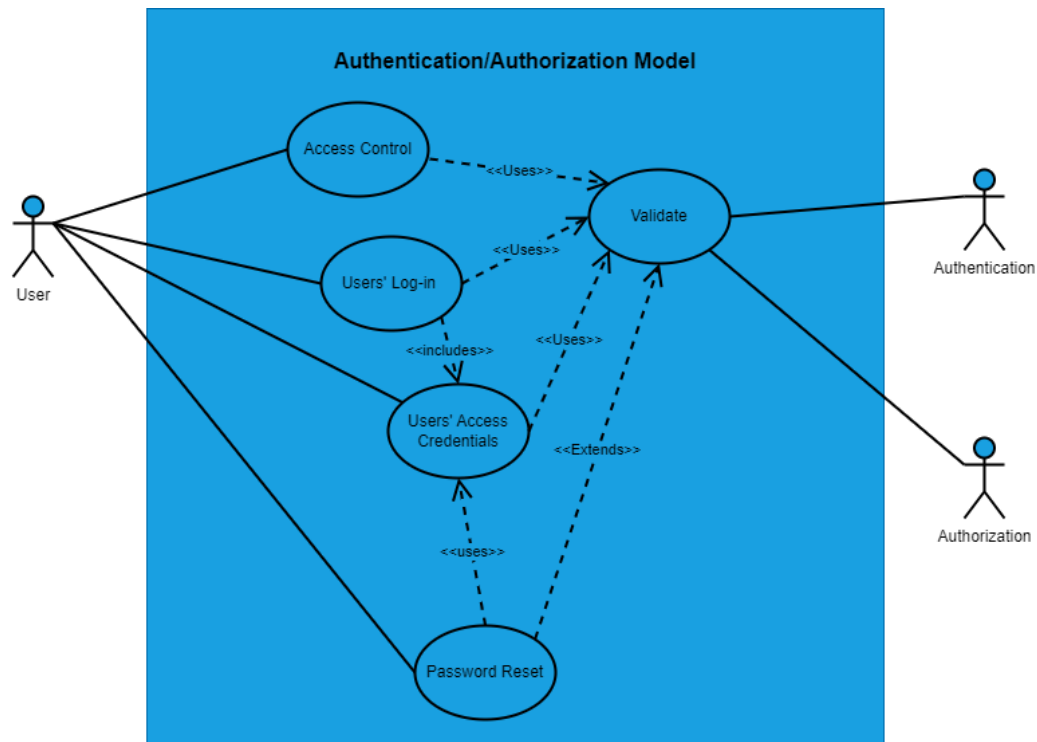 Authentication/Authorization Model
Access Control
<<Uses>>
Validate
User
Users' Log-in
<<Uses>>
Authentication
<<includes>>
<<Uses>>
Users' Access
Credentials
<<Extends>>
Authorization
<<uses>>
Password Reset